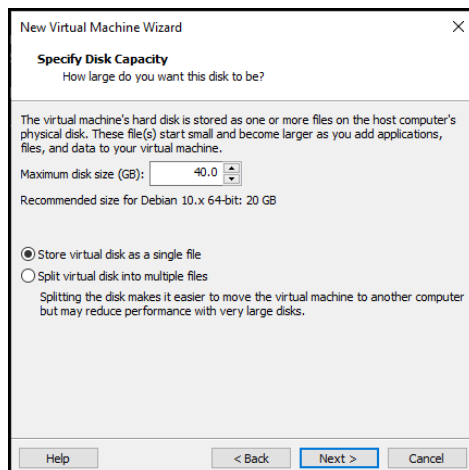 New Virtual Machine Wizard
Specify Disk Capacity
How large do you want this disk to be?
The virtual machine's hard disk is stored as one or more files on the host computer's
physical disk. These file(s) start small and become larger as you add applications,
files, and data to your virtual machine.
Maximum disk size (GB): 40.0
Recommended size for Debian 10.x 64-bit: 20 GB
Store virtual disk as a single file
Split virtual disk into multiple files
Splitting the disk makes it easier to move the virtual machine to another computer
but may reduce performance with very large disks.
Help < Back Next > Cancel